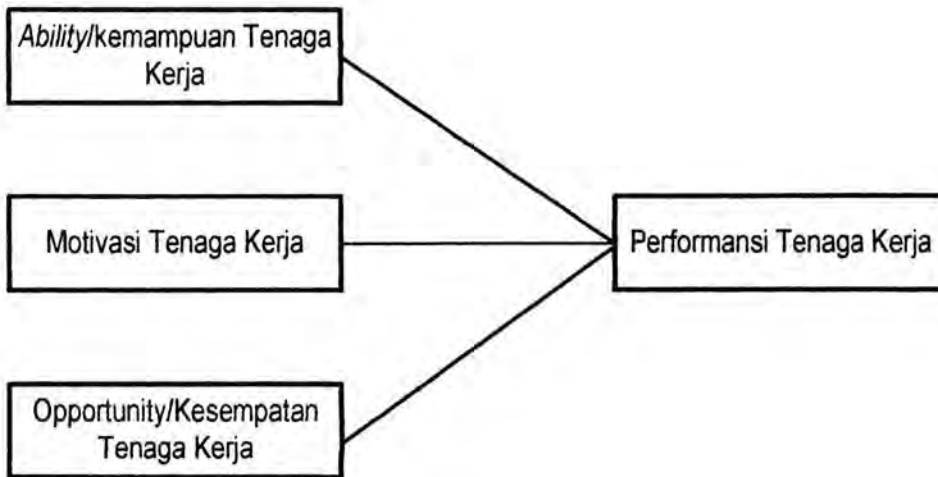 Ability/kemampuan Tenaga
Kerja
Motivasi Tenaga Kerja
Performansi Tenaga Kerja
Opportunity/Kesempatan
Tenaga Kerja